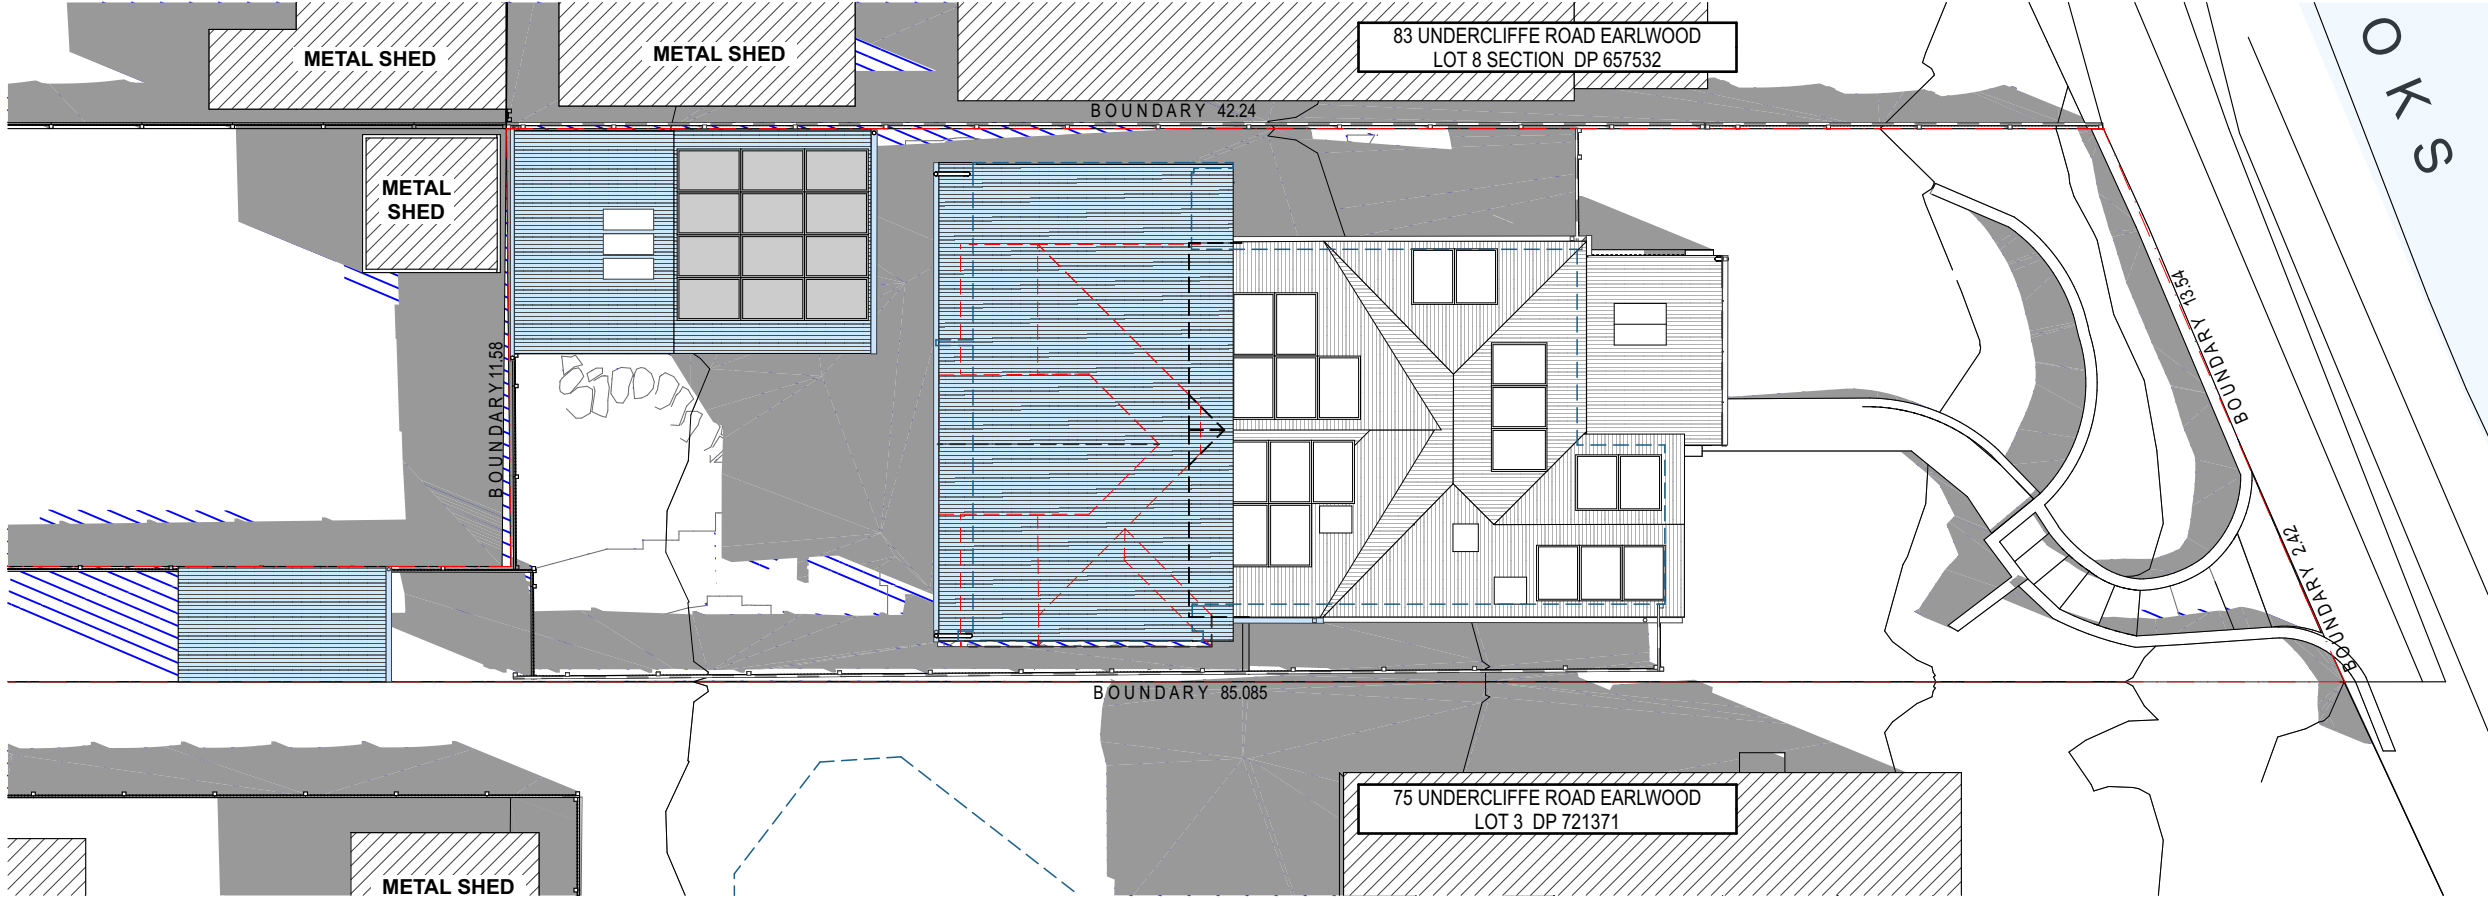 METAL SHED
METAL SHED
83 UNDERCLIFFE ROAD EARLWOOD
LOT 8 SECTION  DP 657532
O K S
BOUNDARY 42.24
METAL
SHED
BOUNDARY 11.58
BOUNDARY 13.54
BOUNDARY 2.42
BOUNDARY 85.085
75 UNDERCLIFFE ROAD EARLWOOD
LOT 3  DP 721371
METAL SHED